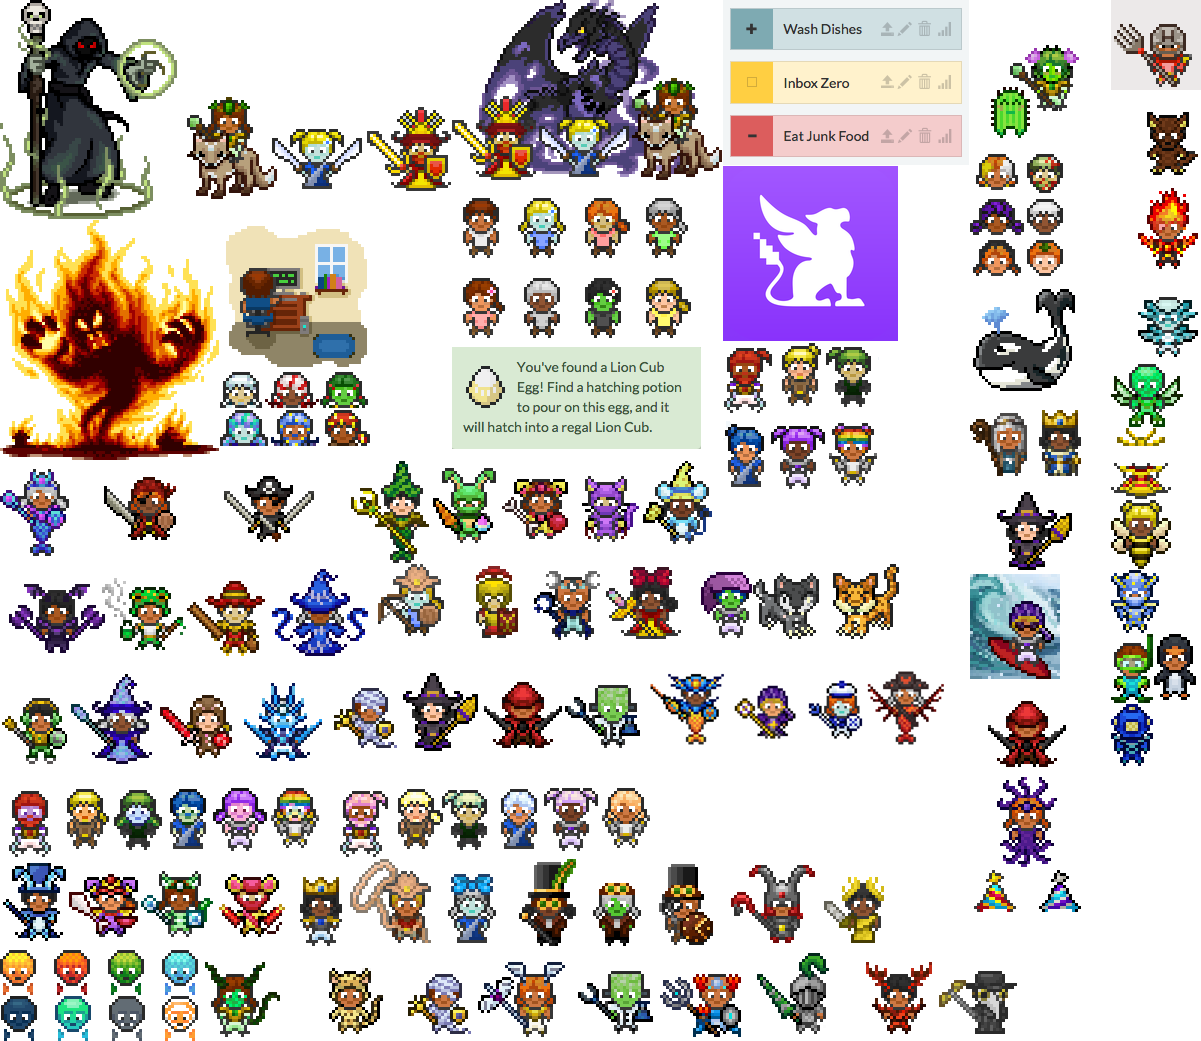 Wash Dishes
Inbox Zero
Eat Junk Food
You've found a Lion Cub
Egg! Find a hatching potion
to pour on this egg, and it
will hatch into a regal Lion Cub.